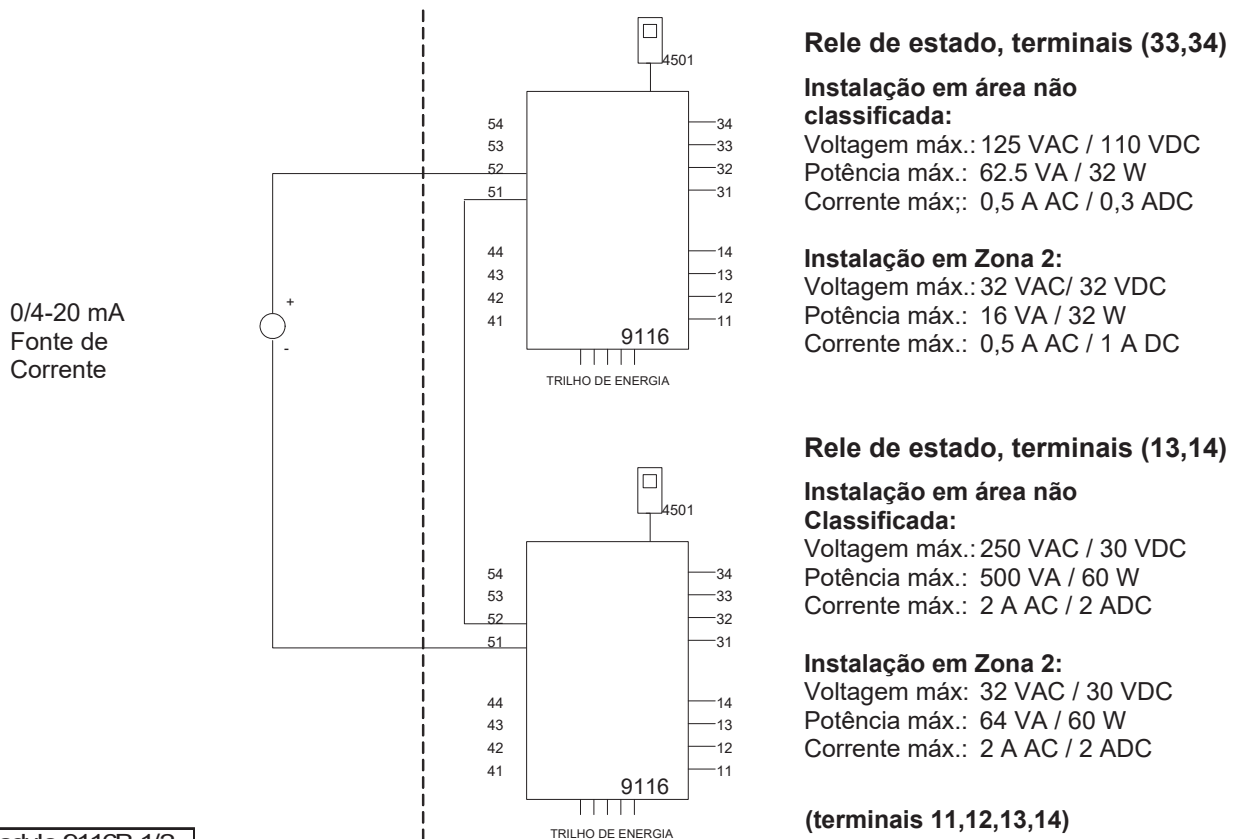 4501
54
53
52
51
44
43
42
41
34
33
32
31
14
13
12
11
9116
TRILHO DE ENERGIA
0/4-20 mA
Fonte de
Corrente
+
-
4501
54
53
52
51
44
43
42
41
34
33
32
31
14
13
12
11
9116
TRILHO DE ENERGIA
Rele de estado, terminais (33,34)
Instalação em área não
classificada:
Voltagem máx.: 125 VAC / 110 VDC
Potência máx.: 62.5 VA / 32 W
Corrente máx;: 0,5 A AC / 0,3 ADC
Instalação em Zona 2:
Voltagem máx.: 32 VAC/ 32 VDC
Potência máx.: 16 VA / 32 W
Corrente máx.: 0,5 A AC / 1 A DC
Rele de estado, terminais (13,14)
Instalação em área não
Classificada:
Voltagem máx.: 250 VAC / 30 VDC
Potência máx.: 500 VA / 60 W
Corrente máx.: 2 A AC / 2 ADC
Instalação em Zona 2:
Voltagem máx: 32 VAC / 30 VDC
Potência máx.: 64 VA / 60 W
Corrente máx.: 2 A AC / 2 ADC
(terminais 11,12,13,14)